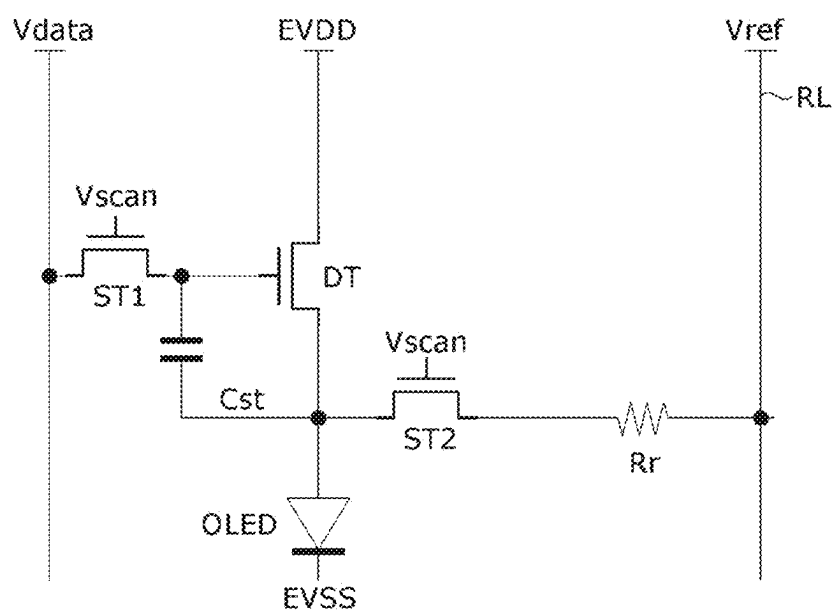 Vdata
EVDD
Vref
RL
Vscan
ST1
DT
Vscan
Cst
ST2
Rr
OLED
EVSS